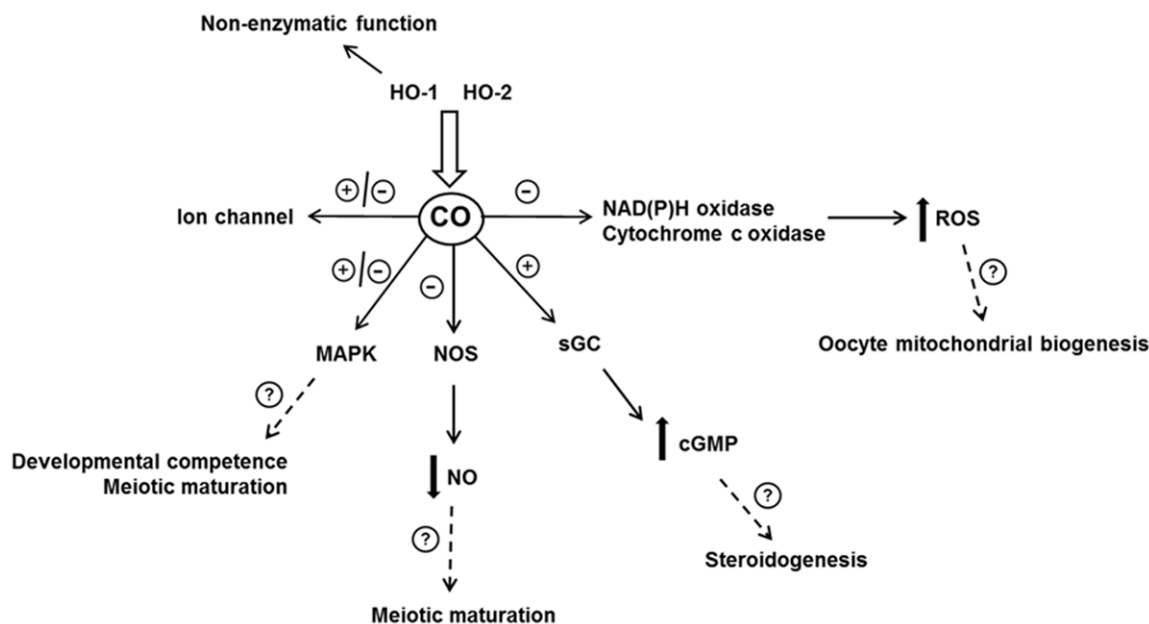 Non-enzymatic function
HO-1 HO-2
+/- -
Ion channel CO NAD(P)H oxidase
Cytochrome c oxidase
ROS
+/- - + ?
MAPK NOS sGC
Oocyte mitochondrial biogenesis
?
Developmental competence
Meiotic maturation
NO
cGMP
? ?
Steroidogenesis
Meiotic maturation